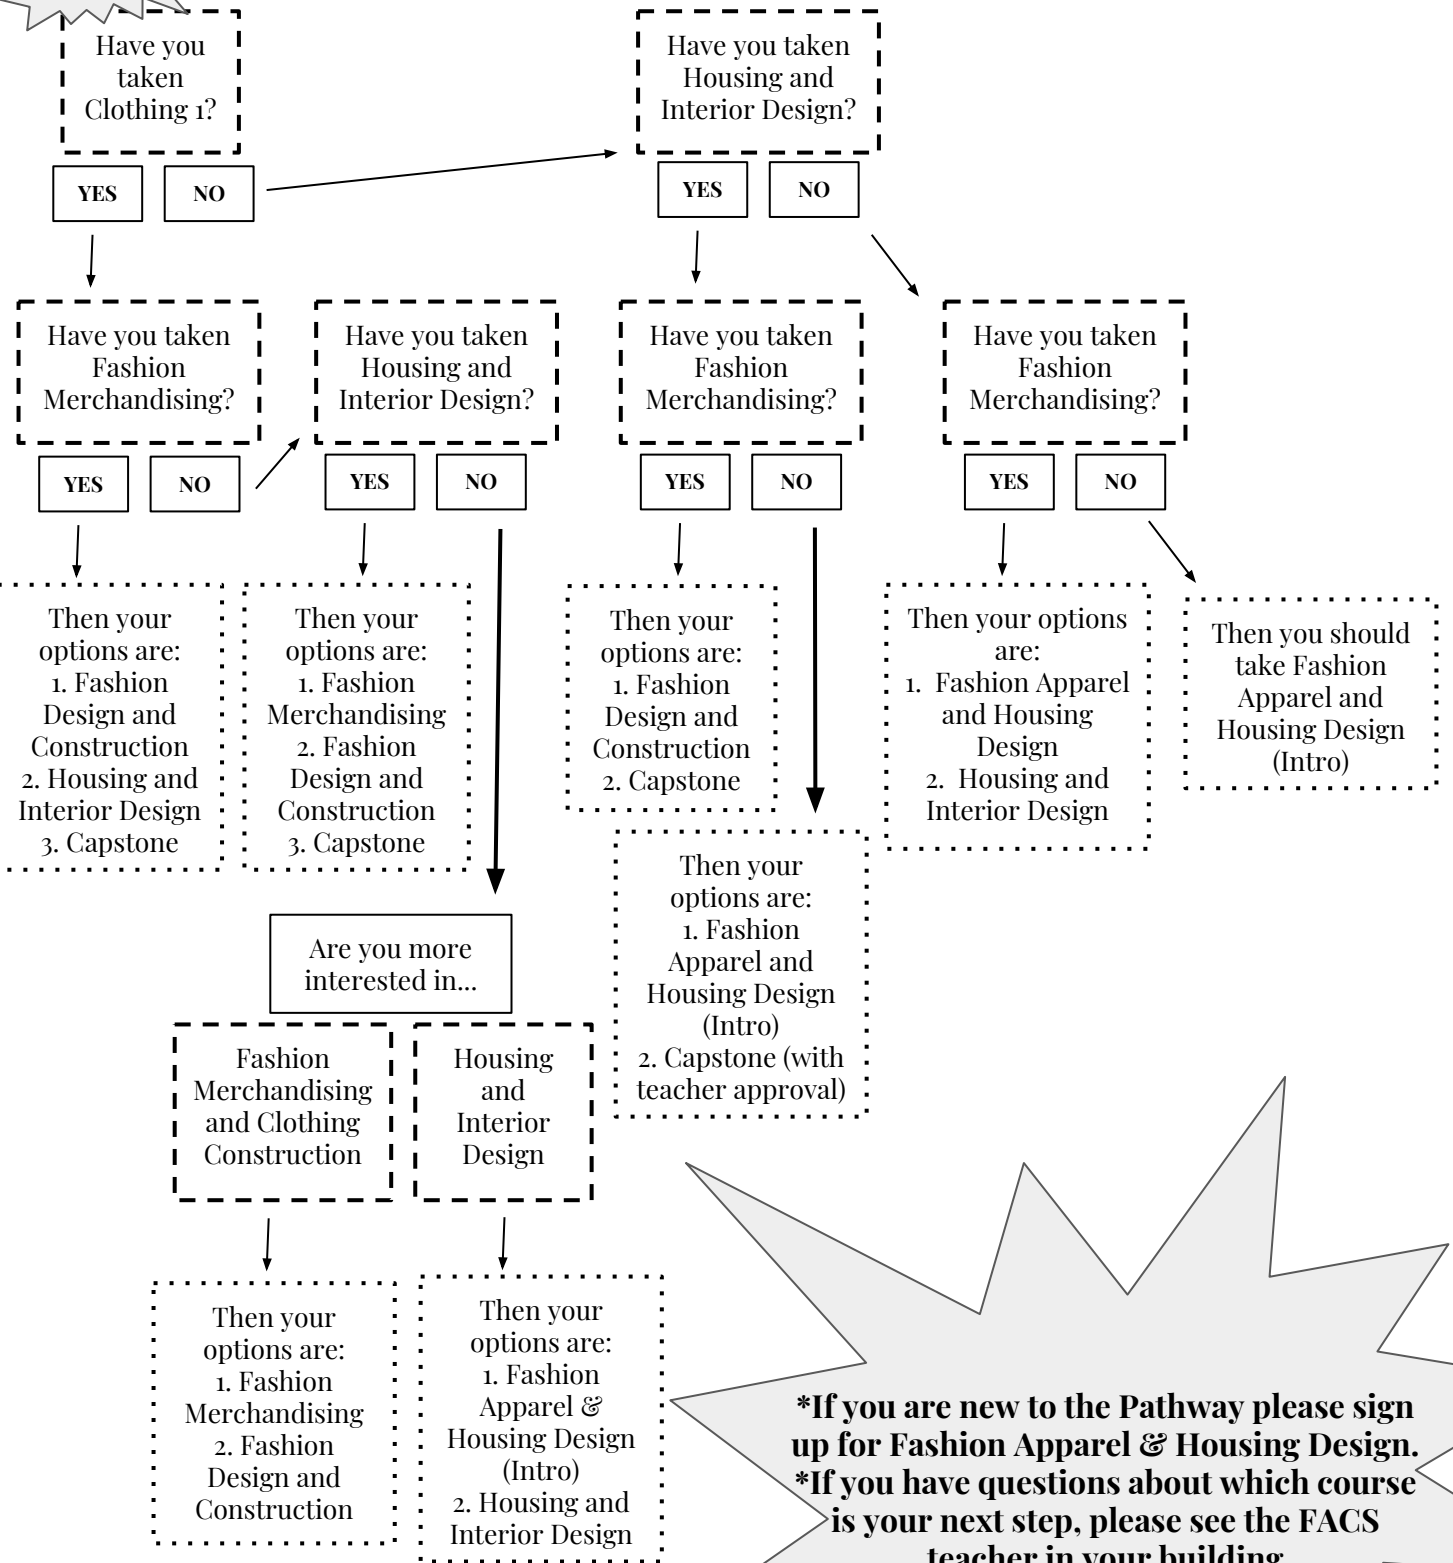 Have you
taken
Clothing 1?
YES
NO
Have you taken
Housing and
Interior Design?
YES
NO
Have you taken
Fashion
Merchandising?
YES
NO
Have you taken
Housing and
Interior Design?
YES
NO
Have you taken
Fashion
Merchandising?
YES
NO
Have you taken
Fashion
Merchandising?
YES
NO
Then your
options are:
1. Fashion
Design and
Construction
2. Housing and
Interior Design
3. Capstone
Then your
options are:
1. Fashion
Merchandising
2. Fashion
Design and
Construction
3. Capstone
Then your
options are:
1. Fashion
Design and
Construction
2. Capstone
Then your options
are:
1. Fashion Apparel
and Housing
Design
2. Housing and
Interior Design
Then you should
take Fashion
Apparel and
Housing Design
(Intro)
Then your
options are:
1. Fashion
Apparel and
Housing Design
(Intro)
2. Capstone (with
teacher approval)
Are you more
interested in...
Fashion
Merchandising
and Clothing
Construction
Housing
and
Interior
Design
Then your
options are:
1. Fashion
Merchandising
2. Fashion
Design and
Construction
Then your
options are:
1. Fashion
Apparel &
Housing Design
(Intro)
2. Housing and
Interior Design
*If you are new to the Pathway please sign
up for Fashion Apparel & Housing Design.
*If you have questions about which course
is your next step, please see the FACS
teacher in your building